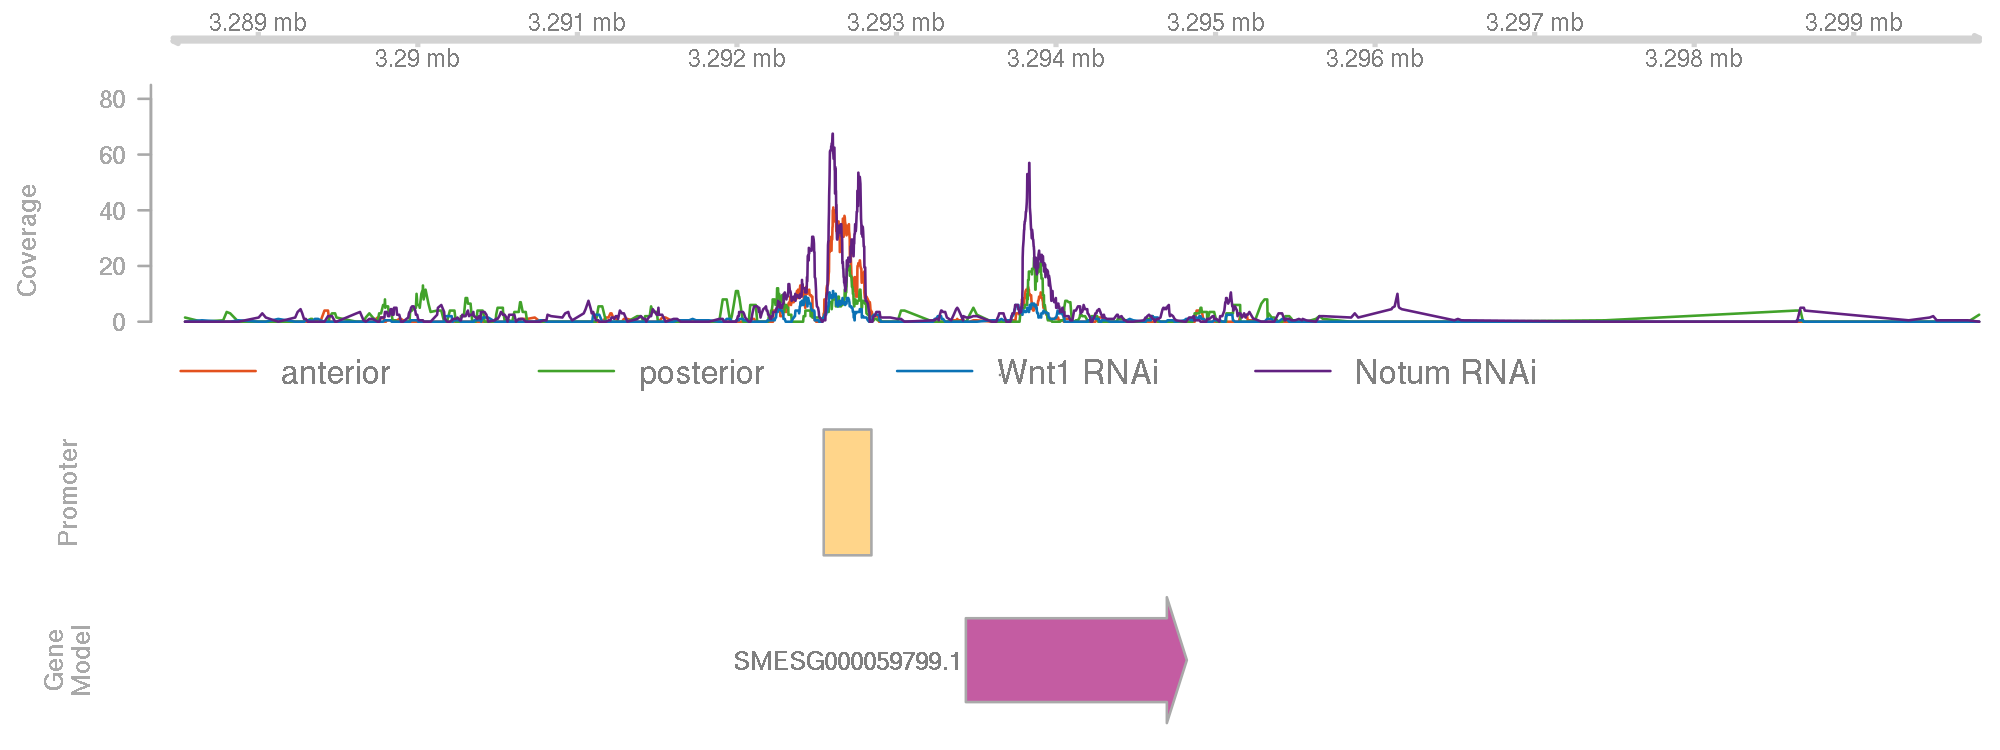 3.289 mb 3.291 mb 3.293 mb 3.295 mb 3.297 mb 3.299 mb
3.29 mb 3.292 mb 3.294 mb 3.296 mb 3.298 mb
80
60
40
20
0
Coverage
anterior posterior Wnt1 RNAi Notum RNAi
Promoter
Gene
Model
SMESG000059799.1